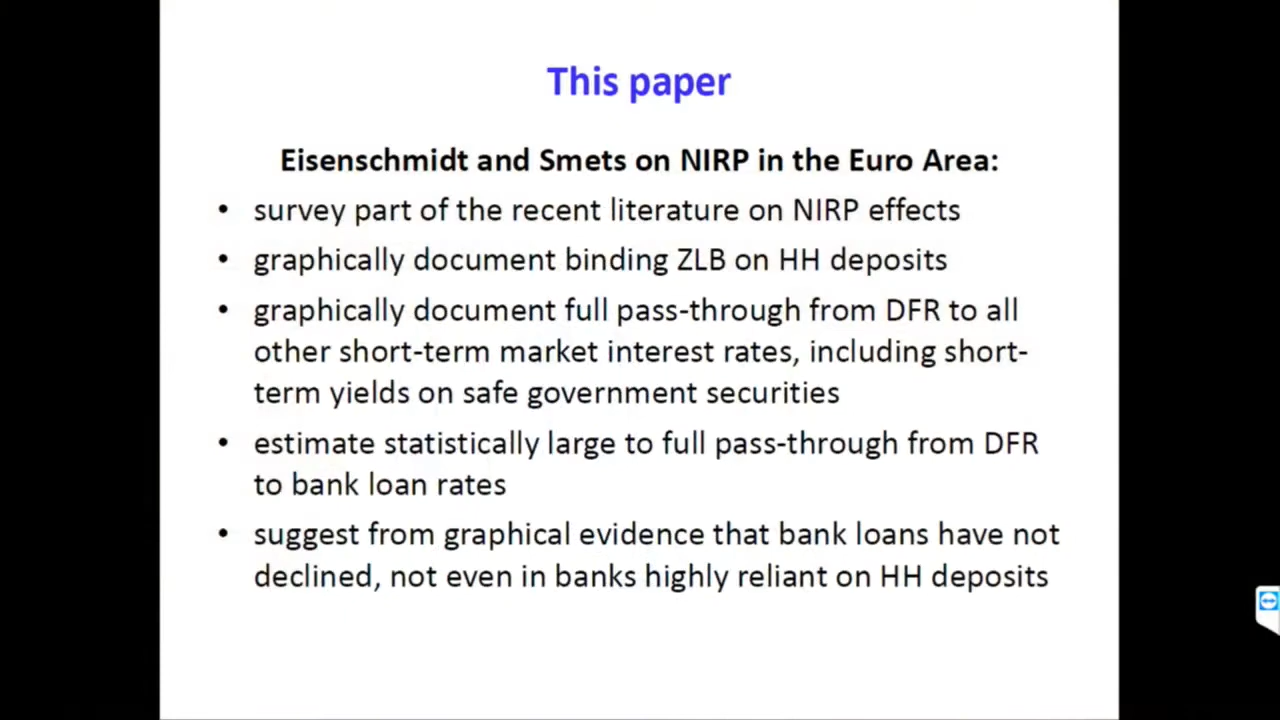 This paper
Eisenschmidt and Smets on NIRP in the Euro Area:
• survey part of the recent literature on NIRP effects
• graphically document binding ZLB on HH deposits
• graphically document full pass-through from DFR to all
other short-term market interest rates, including short-
term yields on safe government securities
• estimate statistically large to full pass-through from DFR
to bank loan rates
• suggest from graphical evidence that bank loans have not
declined, not even in banks highly reliant on HH deposits